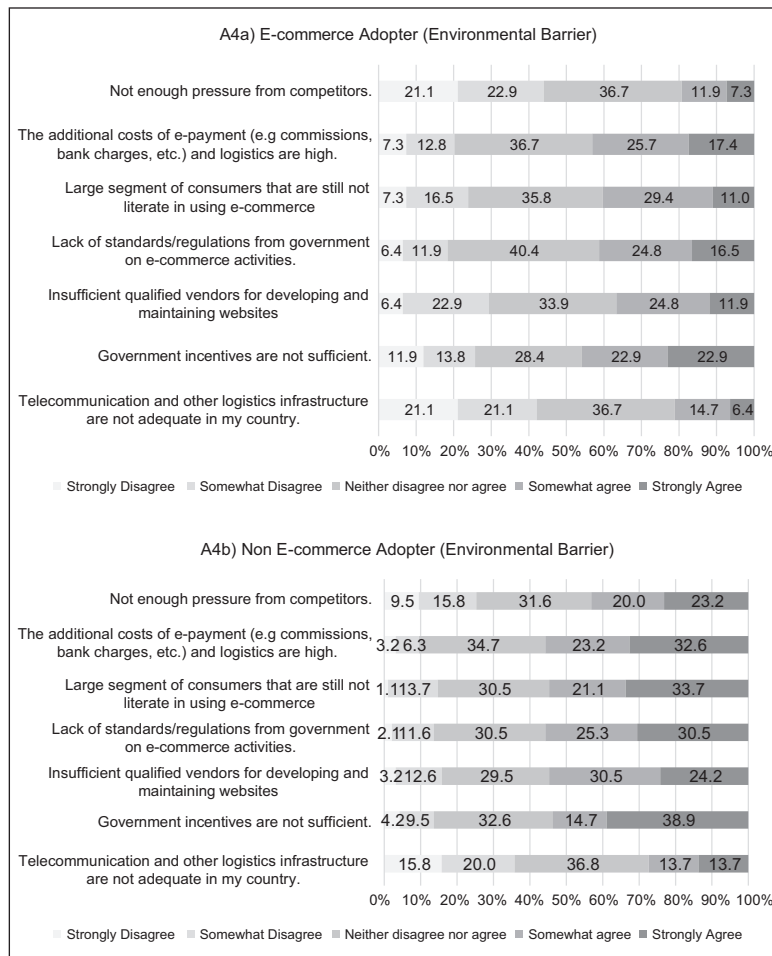 A4a) E-commerce Adopter (Environmental Barrier)
Not enough pressure from competitors.
21.1 22.9 36.7 11.9 7.3
The additional costs of e-payment (e.g commissions,
bank charges, etc.) and logistics are high.
7.3 12.8 36.7 25.7 17.4
Large segment of consumers that are still not
literate in using e-commerce
7.3 16.5 35.8 29.4 11.0
Lack of standards/regulations from government
on e-commerce activities.
6.4 11.9 40.4 24.8 16.5
Insufficient qualified vendors for developing and
maintaining websites
6.4 22.9 33.9 24.8 11.9
Government incentives are not sufficient.
11.9 13.8 28.4 22.9 22.9
Telecommunication and other logistics infrastructure
are not adequate in my country.
21.1 21.1 36.7 14.7 6.4
0% 10% 20% 30% 40% 50% 60% 70% 80% 90% 100%
Strongly Disagree Somewhat Disagree Neither disagree nor agree Somewhat agree Strongly Agree
A4b) Non E-commerce Adopter (Environmental Barrier)
Not enough pressure from competitors.
9.5 15.8 31.6 20.0 23.2
The additional costs of e-payment (e.g commissions,
bank charges, etc.) and logistics are high.
3.2 6.3 34.7 23.2 32.6
Large segment of consumers that are still not
literate in using e-commerce
1.1 13.7 30.5 21.1 33.7
Lack of standards/regulations from government
on e-commerce activities.
2.1 11.6 30.5 25.3 30.5
Insufficient qualified vendors for developing and
maintaining websites
3.2 12.6 29.5 30.5 24.2
Government incentives are not sufficient.
4.2 9.5 32.6 14.7 38.9
Telecommunication and other logistics infrastructure
are not adequate in my country.
15.8 20.0 36.8 13.7 13.7
0% 10% 20% 30% 40% 50% 60% 70% 80% 90% 100%
Strongly Disagree Somewhat Disagree Neither disagree nor agree Somewhat agree Strongly Agree